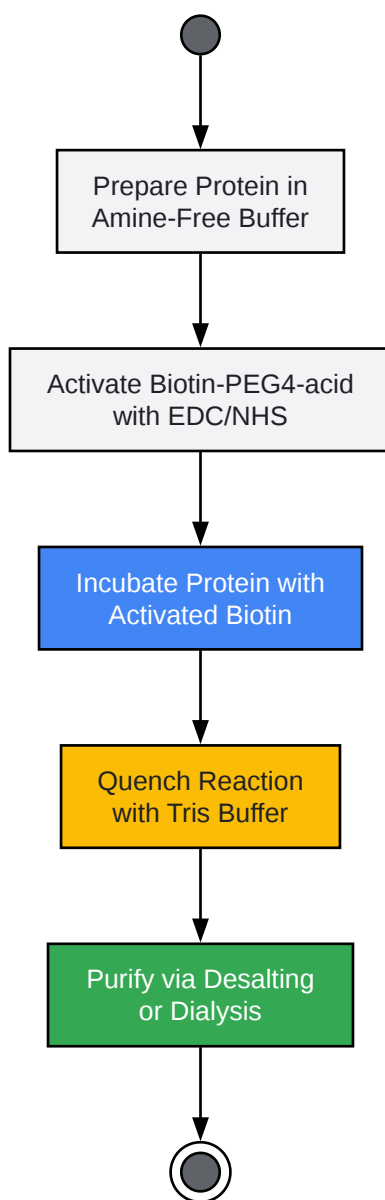 Prepare Protein in
Amine-Free Buffer
Activate Biotin-PEG4-acid
with EDC/NHS
Incubate Protein with
Activated Biotin
Quench Reaction
with Tris Buffer
Purify via Desalting
or Dialysis